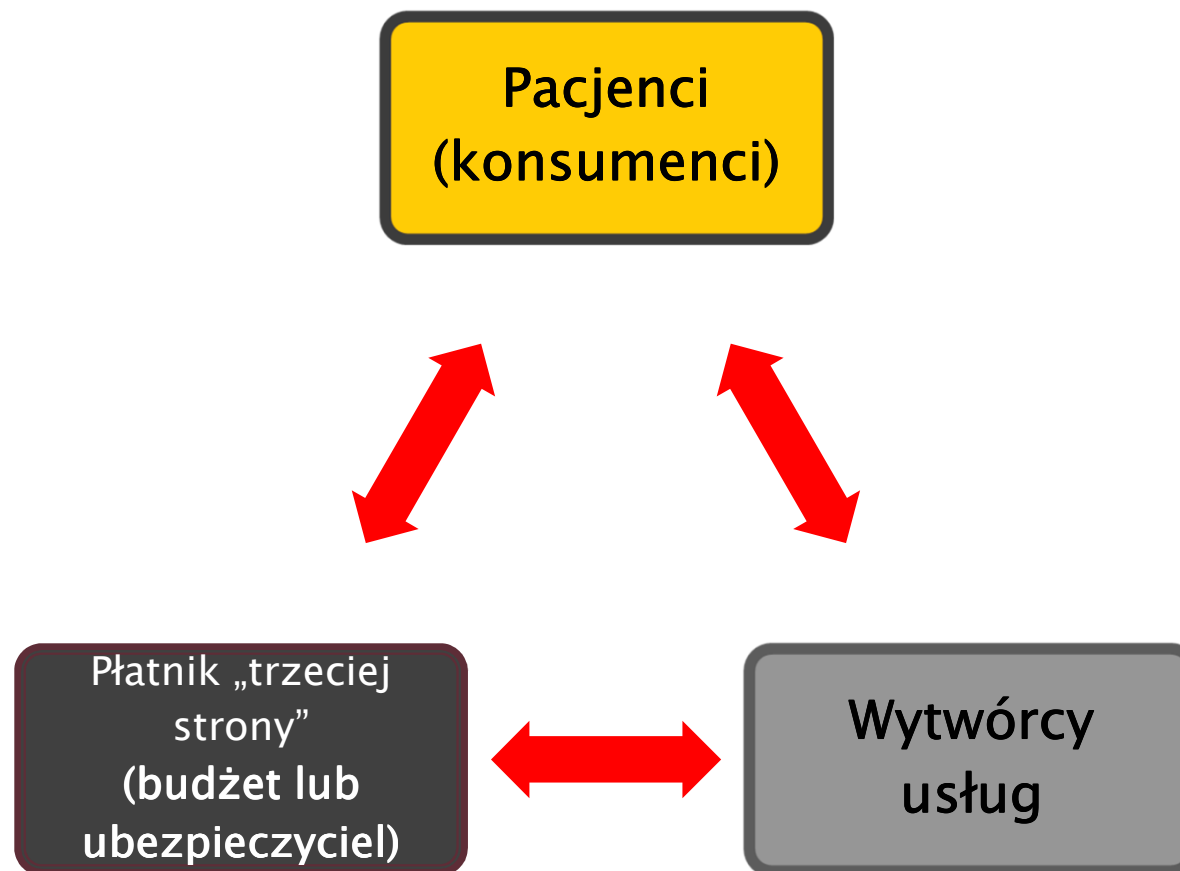 Pacjenci
(konsumenci)
Płatnik „trzeciej
strony”
(budżet lub
ubezpieczyciel)
Wytwórcy
usług